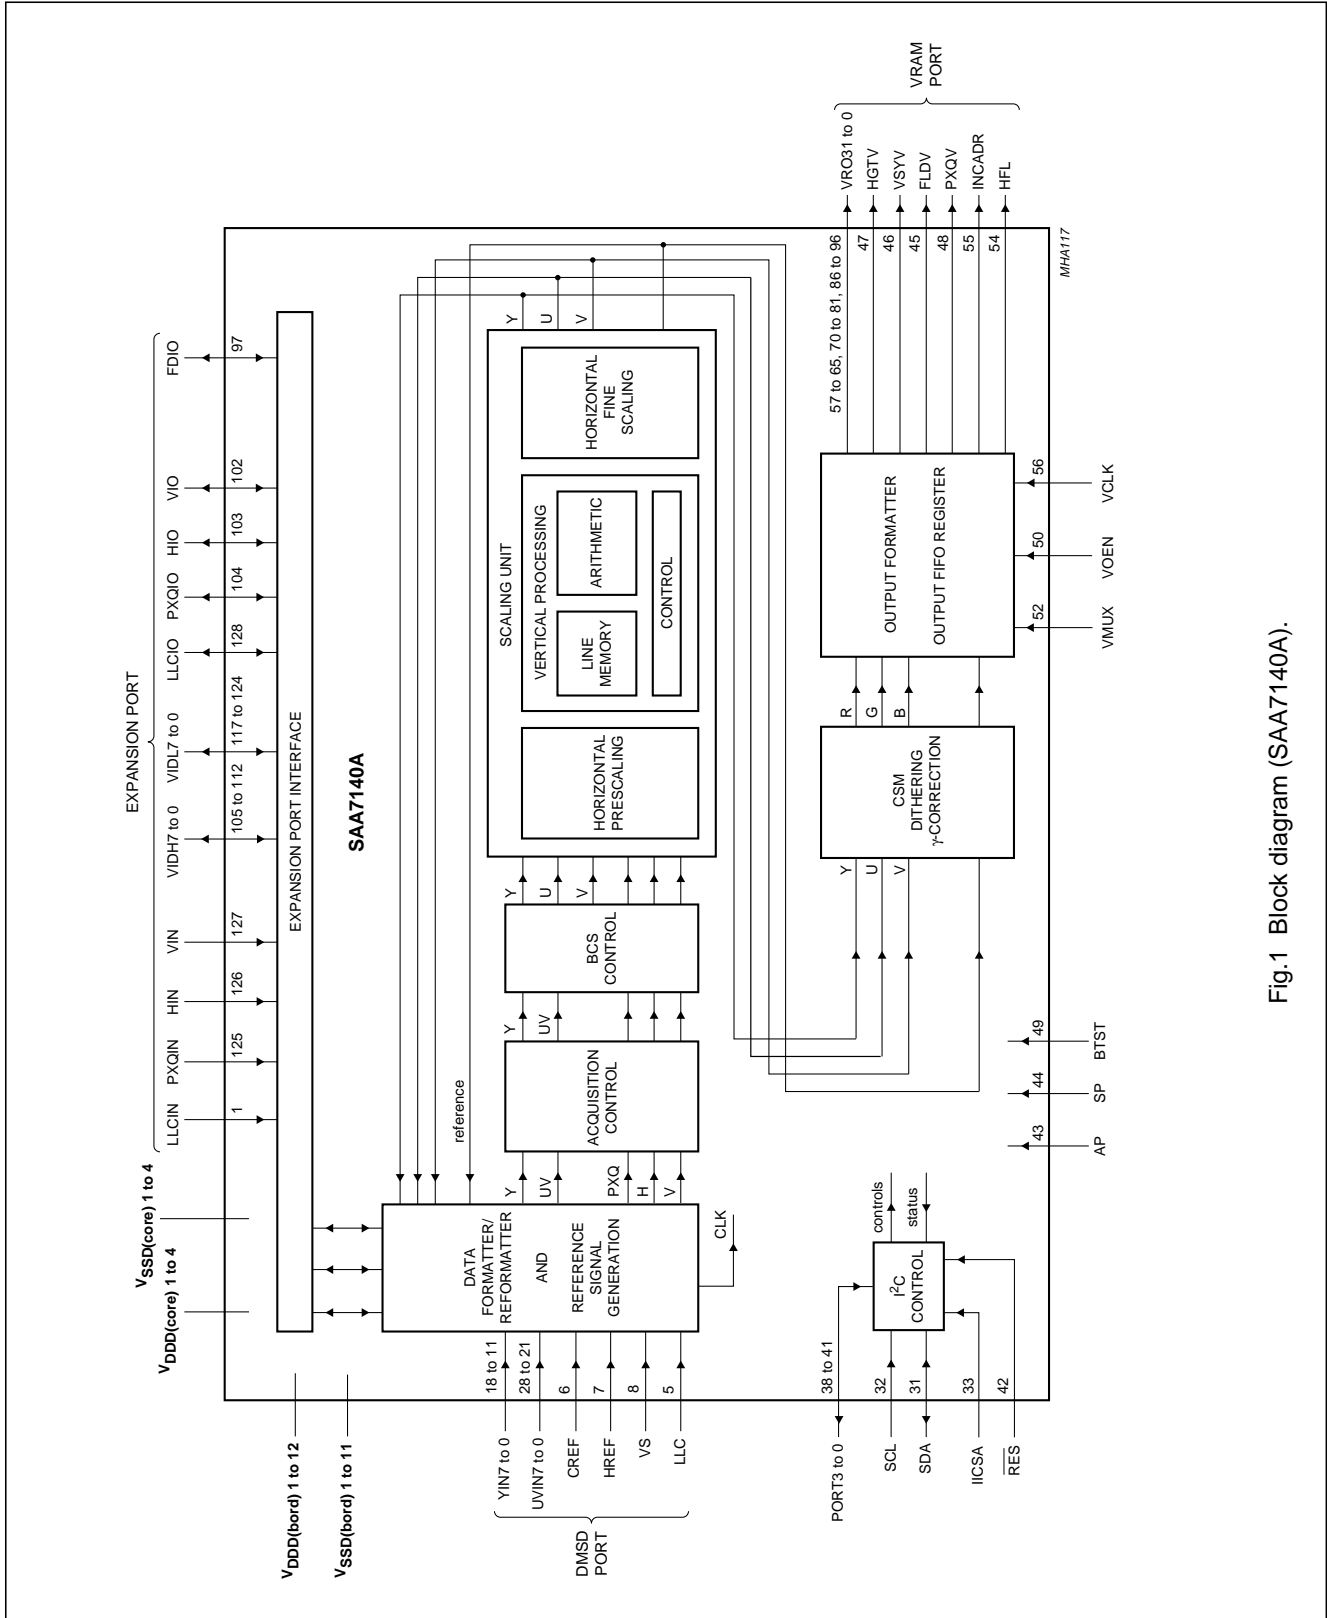 EXPANSION PORT
LLCIN
PXQIN
HIN
VIN
VIDH7 to 0
VIDL7 to 0
LLCIO
PXQIO
HIO
VIO
FDIO
1
125
126
127
105 to 112
117 to 124
128
104
103
102
97
VDDD(core) 1 to 4
VSSD(core) 1 to 4
VDDD(bord) 1 to 12
VSSD(bord) 1 to 11
EXPANSION PORT INTERFACE
SAA7140A
reference
DMSD
PORT
YIN7 to 0
18 to 11
UVIN7 to 0
28 to 21
CREF
6
HREF
7
VS
8
LLC
5
DATA
FORMATTER/
REFORMATTER
AND
REFERENCE
SIGNAL
GENERATION
CLK
Y
UV
PXQ
H
V
ACQUISITION
CONTROL
Y
UV
BCS
CONTROL
Y
U
V
SCALING UNIT
HORIZONTAL
PRESCALING
VERTICAL PROCESSING
LINE
MEMORY
ARITHMETIC
CONTROL
HORIZONTAL
FINE
SCALING
Y
U
V
PORT3 to 0
38 to 41
SCL
32
SDA
31
IICSA
33
RES
42
I²C
CONTROL
controls
status
43
AP
44
SP
49
BTST
Y
U
V
CSM
DITHERING
γ-CORRECTION
R
G
B
OUTPUT FORMATTER
OUTPUT FIFO REGISTER
52
VMUX
50
VOEN
56
VCLK
57 to 65, 70 to 81, 86 to 96
VRO31 to 0
47
HGTV
46
VSYV
45
FLDV
48
PXQV
55
INCADR
54
HFL
VRAM
PORT
MHA117
Fig.1 Block diagram (SAA7140A).